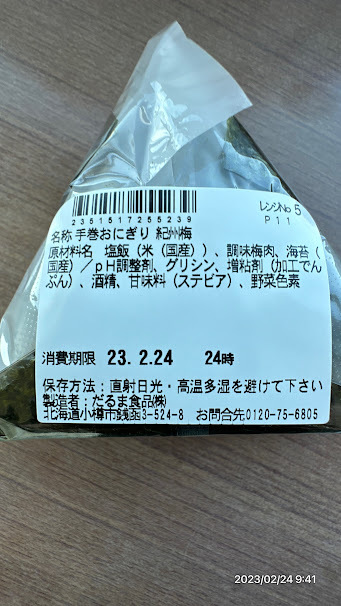 2351517255239
レンジNo 5
P11
名称 手巻おにぎり 紀州梅
原材料名 塩飯（米（国産））、調味梅肉、海苔（
国産）／ｐH調整剤、グリシン、増粘剤（加工でん
ぷん）、酒精、甘味料（ステビア）、野菜色素
消費期限 23. 2.24 24時
保存方法：直射日光・高温多湿を避けて下さい
製造者：だるま食品㈱
北海道小樽市銭函3-524-8 お問合先0120-75-6805
2023/02/24 9:41